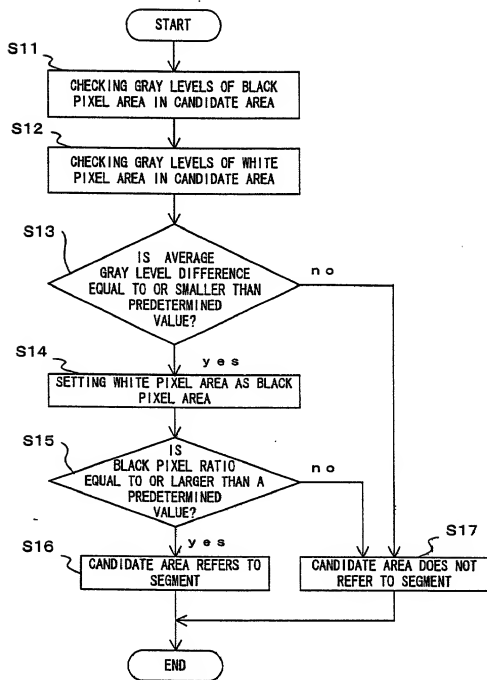 START
S11
CHECKING GRAY LEVELS OF BLACK
PIXEL AREA IN CANDIDATE AREA
S12
CHECKING GRAY LEVELS OF WHITE
PIXEL AREA IN CANDIDATE AREA
S13
IS AVERAGE
GRAY LEVEL DIFFERENCE
EQUAL TO OR SMALLER THAN
PREDETERMINED
VALUE?
no
yes
S14
SETTING WHITE PIXEL AREA AS BLACK
PIXEL AREA
S15
IS
BLACK PIXEL RATIO
EQUAL TO OR LARGER THAN A
PREDETERMINED
VALUE?
no
yes
S16
CANDIDATE AREA REFERS TO
SEGMENT
S17
CANDIDATE AREA DOES NOT
REFER TO SEGMENT
END